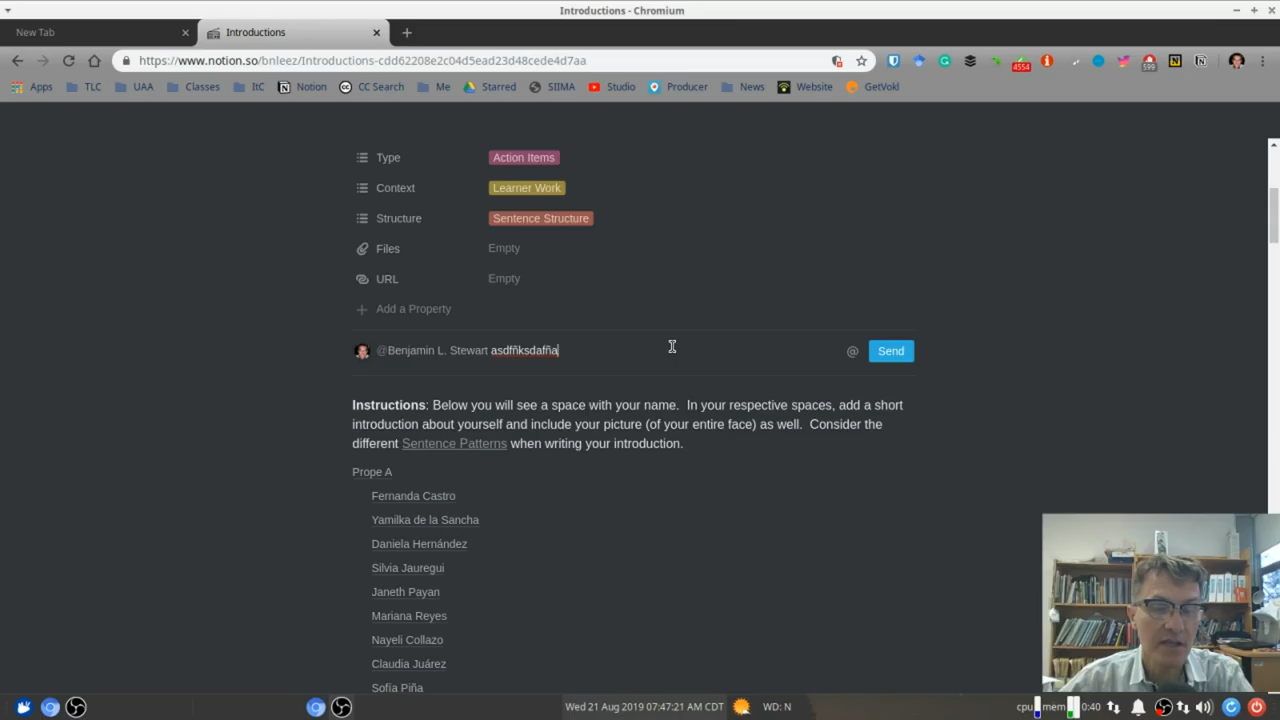 Introductions - Chromium
New Tab
Introductions
https://www.notion.so/bnleez/Introductions-cdd62208e2c04d5ead23d48cede4d7aa
4554
599
Apps TLC UAA Classes ItC Notion CC Search Me Starred SIIMA Studio Producer News Website GetVokl
Type Action Items
Context Learner Work
Structure Sentence Structure
Files Empty
URL Empty
Add a Property
@Benjamin L. Stewart asdfñksdafña @ Send
Instructions: Below you will see a space with your name. In your respective spaces, add a short
introduction about yourself and include your picture (of your entire face) as well. Consider the
different Sentence Patterns when writing your introduction.
Prope A
Fernanda Castro
Yamilka de la Sancha
Daniela Hernández
Silvia Jauregui
Janeth Payan
Mariana Reyes
Nayeli Collazo
Claudia Juárez
Sofía Piña
Wed 21 Aug 2019 07:47:21 AM CDT WD: N cpu mem 0:40